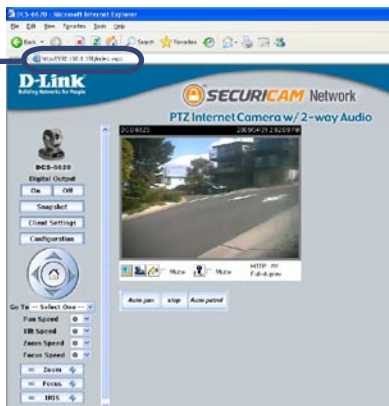 DCS-6620 - Microsoft Internet Explorer
File Edit View Favorites Tools Help
Back Search Favorites
D-Link
Building Networks for People
SECURICAM Network
PTZ Internet Camera w/ 2-way Audio
DCS-6620
Digital Output
On Off
Snapshot
Client Settings
Configuration
Go To -- Select One --
Pan Speed 0
Tilt Speed 0
Zoom Speed 0
Focus Speed 0
Zoom
Focus
IRIS
DCS-6620
Mute Mute
Auto pan stop Auto patrol